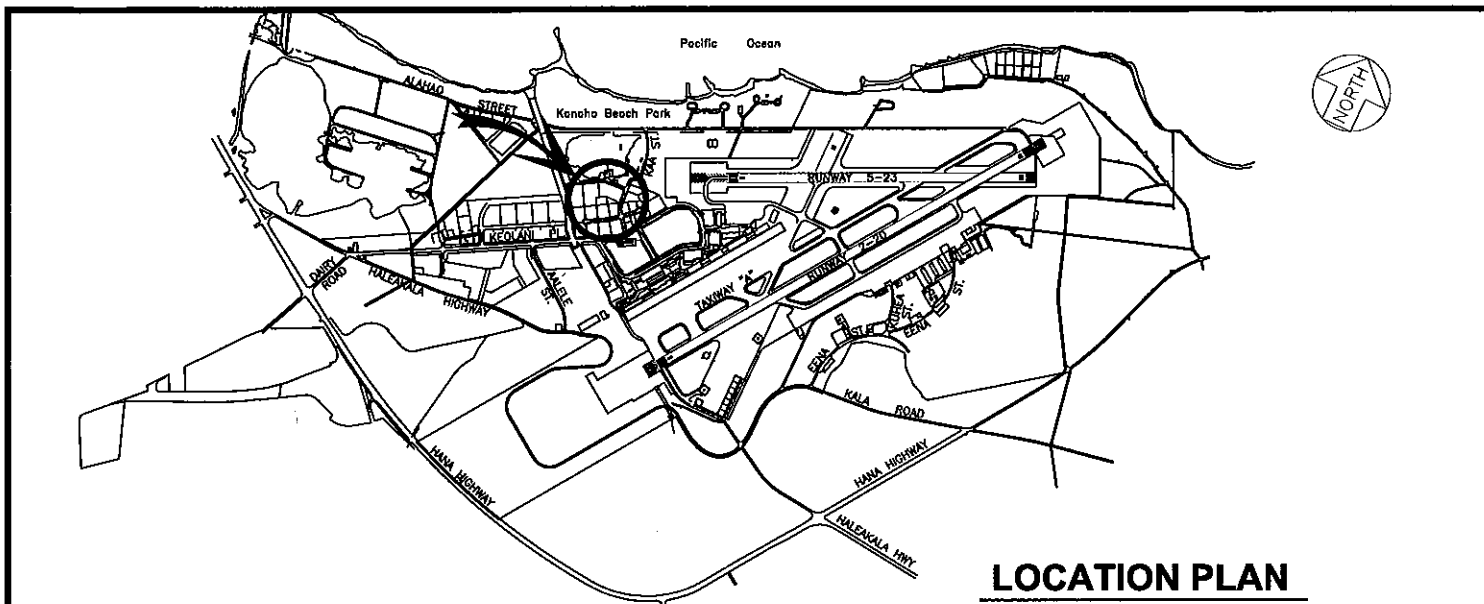 Pacific Ocean
NORTH
ALAHAO
STREET
Kanaha Beach Park
KAA ST.
RUNWAY 5-23
KEOLANI
DAIRY ROAD
HALEAKALA HIGHWAY
AALELE ST.
TAXIWAY "A"
RUNWAY 2-20
ST.
EENA
EENA ST.
KALA ROAD
HANA HIGHWAY
HANA HIGHWAY
HALEAKALA HWY
LOCATION PLAN